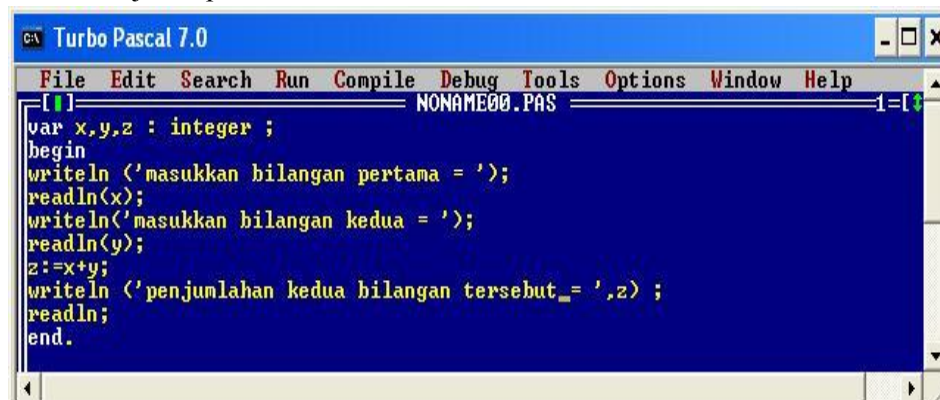 Turbo Pascal 7.0
File Edit Search Run Compile Debug Tools Options Window Help
NONAME00.PAS 1
var x,y,z : integer ;
begin
writeln ('masukkan bilangan pertama = ');
readln(x);
writeln('masukkan bilangan kedua = ');
readln(y);
z:=x+y;
writeln ('penjumlahan kedua bilangan tersebut_= ',z) ;
readln;
end.